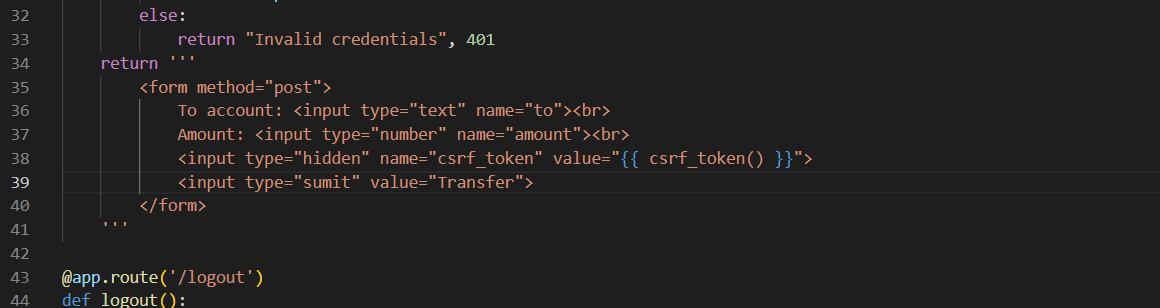 32 else:
33 return "Invalid credentials", 401
34 return '''
35 <form method="post">
36 To account: <input type="text" name="to"><br>
37 Amount: <input type="number" name="amount"><br>
38 <input type="hidden" name="csrf_token" value="{{ csrf_token() }}">
39 <input type="sumit" value="Transfer">
40 </form>
41 '''
42
43 @app.route('/logout')
44 def logout():